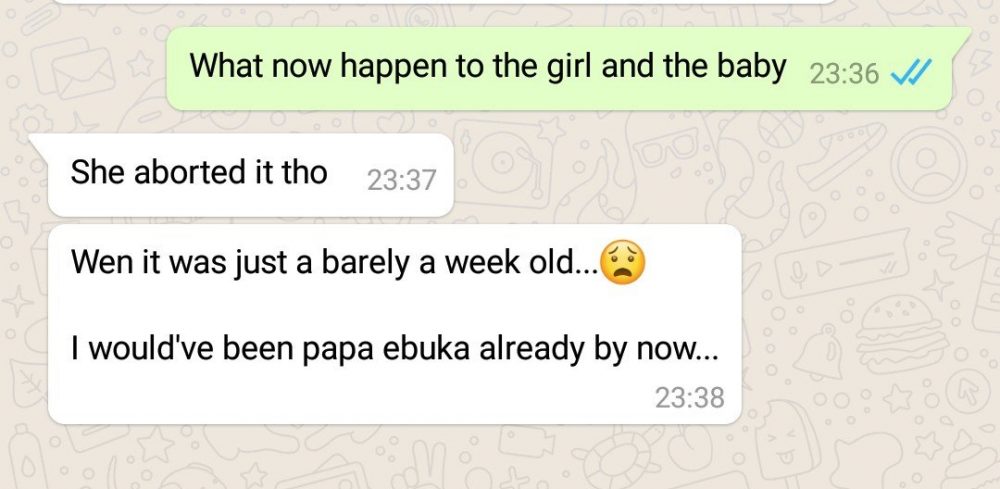 What now happen to the girl and the baby 23:36
She aborted it tho 23:37
Wen it was just a barely a week old...😧
I would've been papa ebuka already by now...
23:38